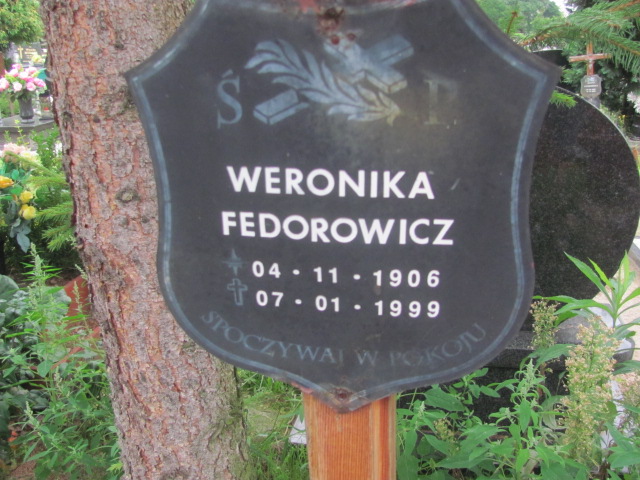 Ś P.
WERONIKA
FEDOROWICZ
04 · 11 · 1906
07 · 01 · 1999
SPOCZYWAJ W POKOJU